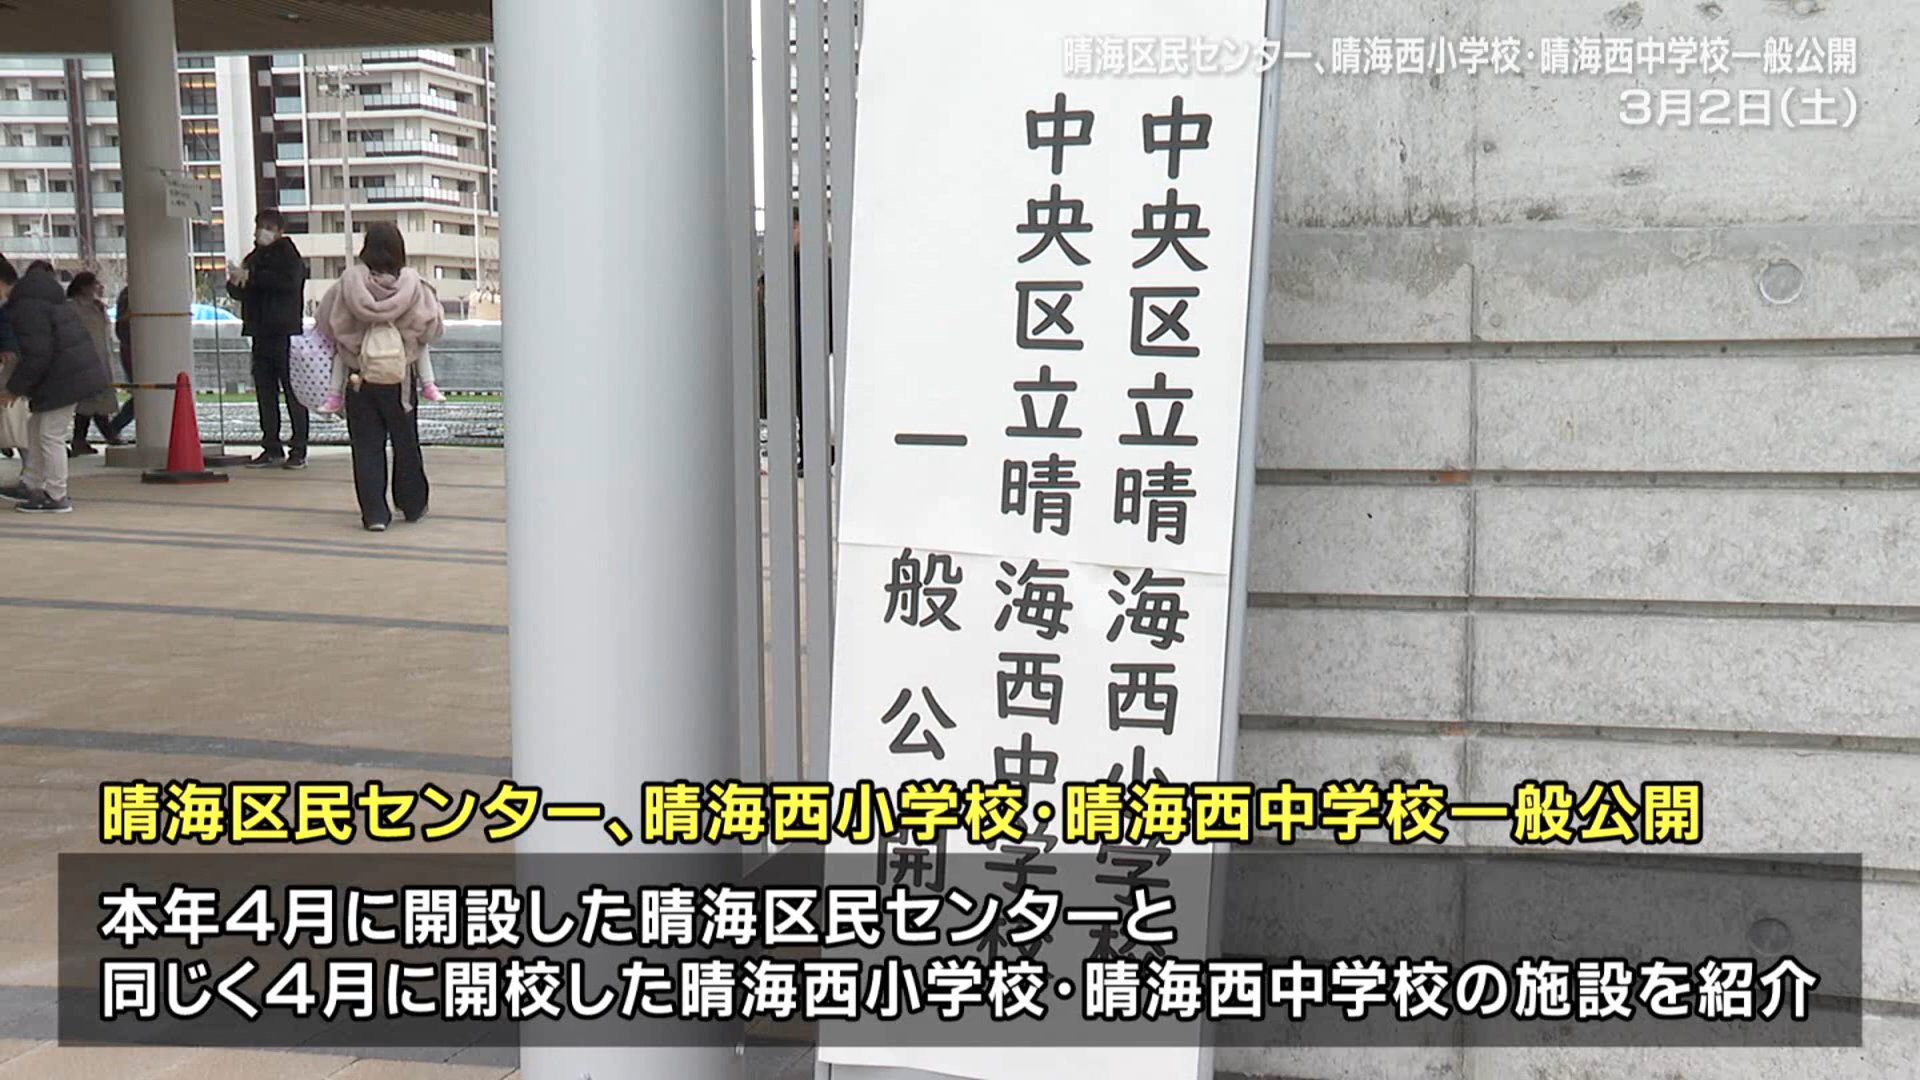 晴海区民センター、晴海西小学校・晴海西中学校一般公開
3月2日(土)
中央区立晴海西小学校
中央区立晴海西中学校
一般公開
晴海区民センター、晴海西小学校・晴海西中学校一般公開
本年4月に開設した晴海区民センターと
同じく4月に開校した晴海西小学校・晴海西中学校の施設を紹介